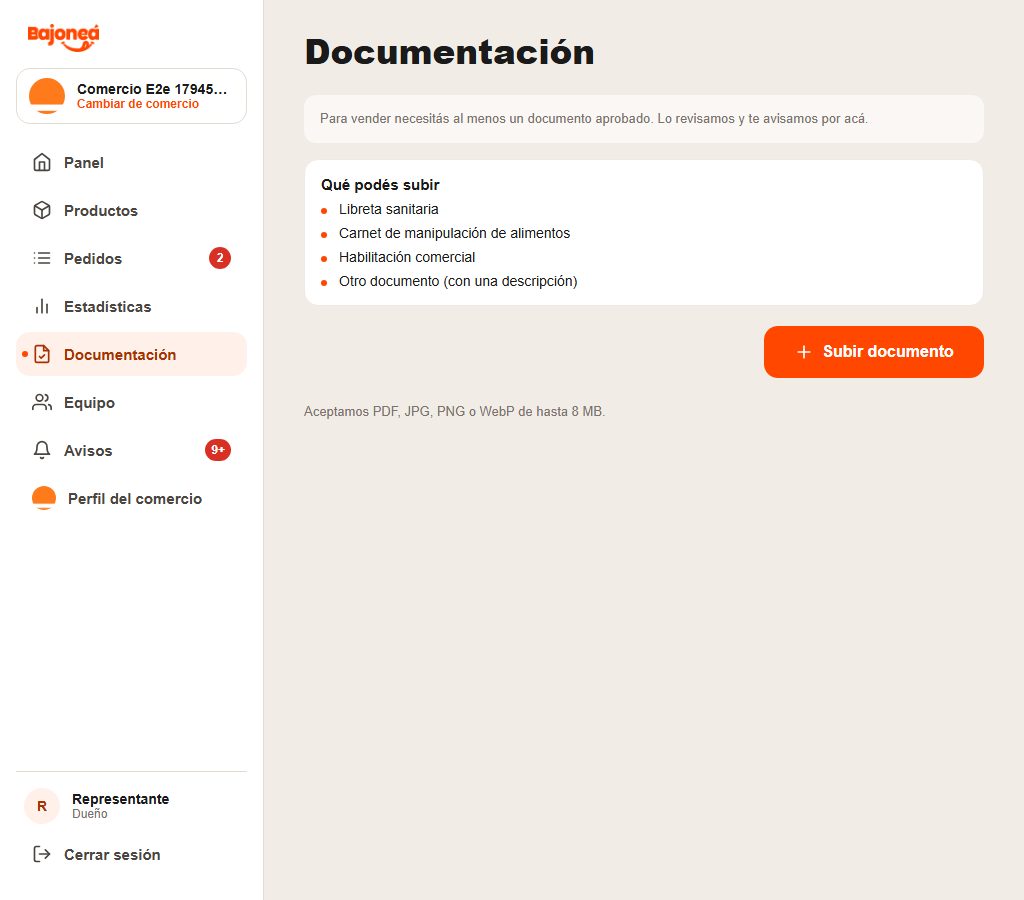 Bajoneá
Comercio E2e 17945...
Cambiar de comercio
Panel
Productos
Pedidos
2
Estadísticas
Documentación
Equipo
Avisos
9+
Perfil del comercio
R
Representante
Dueño
Cerrar sesión
Documentación
Para vender necesitás al menos un documento aprobado. Lo revisamos y te avisamos por acá.
Qué podés subir
Libreta sanitaria
Carnet de manipulación de alimentos
Habilitación comercial
Otro documento (con una descripción)
Subir documento
Aceptamos PDF, JPG, PNG o WebP de hasta 8 MB.